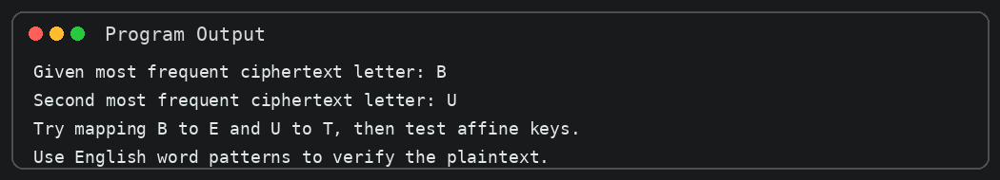 Program Output
Given most frequent ciphertext letter: B
Second most frequent ciphertext letter: U
Try mapping B to E and U to T, then test affine keys.
Use English word patterns to verify the plaintext.